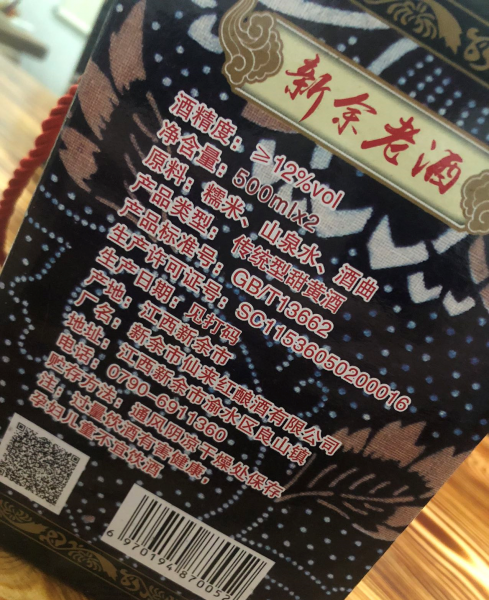 新余老酒
酒精度：≥12%vol
净含量：500mlx2
原料：糯米、山泉水、酒曲
产品类型：传统型甜黄酒
产品标准号：GB/T13662
生产许可证号：SC11536050200016
生产日期：见打码
产地：江西新余市
厂名：新余市仙来红酿酒有限公司
地址：江西新余市渝水区良山镇
电话：0790-6911360
贮存方法：通风阴凉干燥处保存
注：过量饮酒有害健康，
孕妇儿童不宜饮酒
6 970194 870057